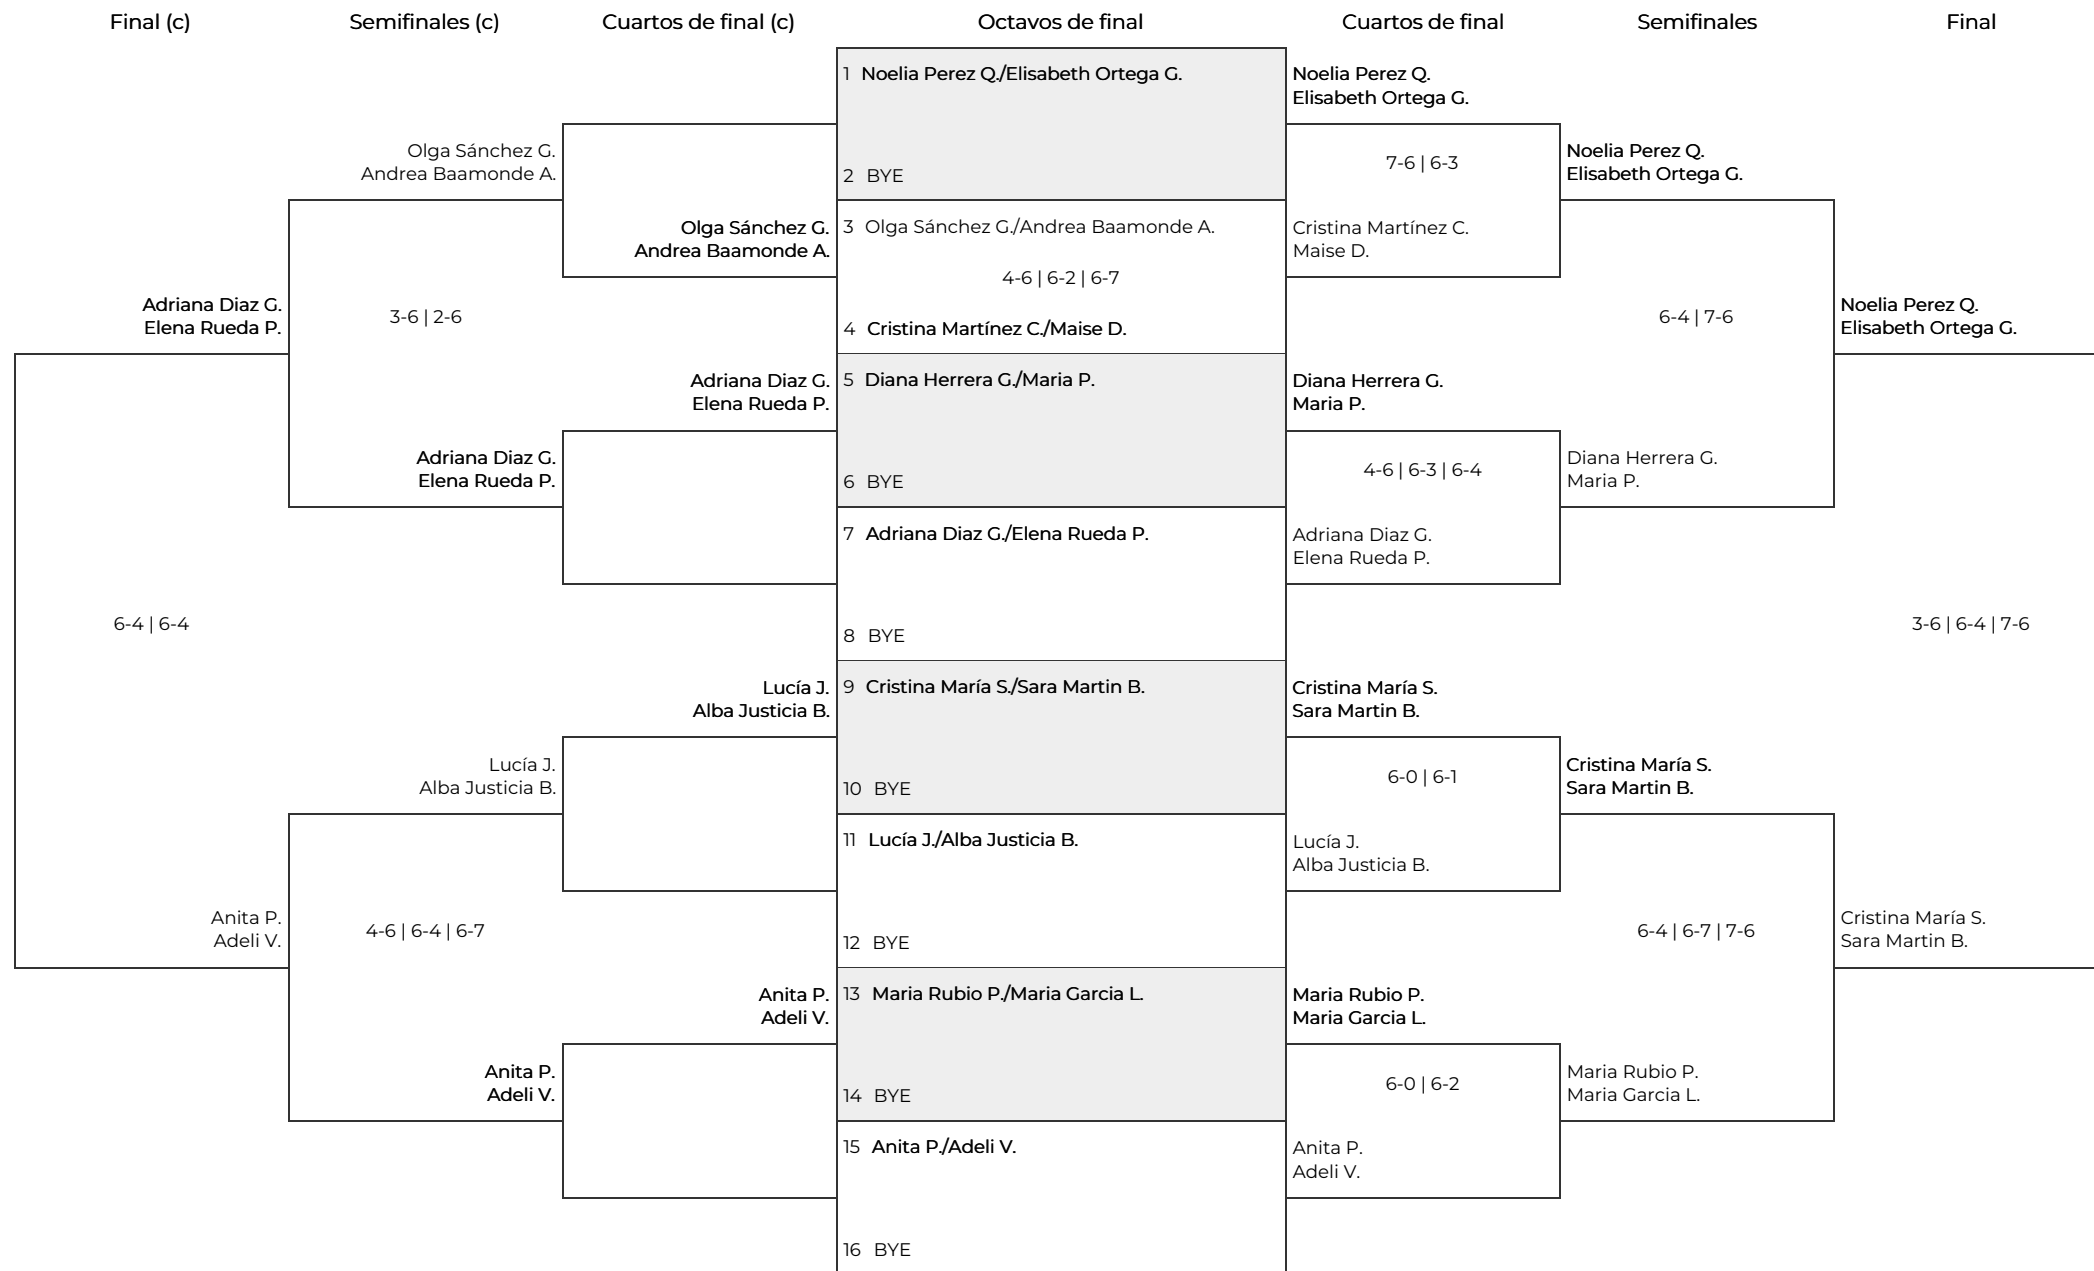 Final (c)
Semifinales (c)
Cuartos de final (c)
Octavos de final
Cuartos de final
Semifinales
Final
Adriana Diaz G.
Elena Rueda P.
6-4 | 6-4
Anita P.
Adeli V.
Olga Sánchez G.
Andrea Baamonde A.
3-6 | 2-6
Adriana Diaz G.
Elena Rueda P.
Lucía J.
Alba Justicia B.
4-6 | 6-4 | 6-7
Anita P.
Adeli V.
Olga Sánchez G.
Andrea Baamonde A.
Adriana Diaz G.
Elena Rueda P.
Lucía J.
Alba Justicia B.
Anita P.
Adeli V.
1 Noelia Perez Q./Elisabeth Ortega G.
2 BYE
3 Olga Sánchez G./Andrea Baamonde A.
4-6 | 6-2 | 6-7
4 Cristina Martínez C./Maise D.
5 Diana Herrera G./Maria P.
6 BYE
7 Adriana Diaz G./Elena Rueda P.
8 BYE
9 Cristina María S./Sara Martin B.
10 BYE
11 Lucía J./Alba Justicia B.
12 BYE
13 Maria Rubio P./Maria Garcia L.
14 BYE
15 Anita P./Adeli V.
16 BYE
Noelia Perez Q.
Elisabeth Ortega G.
7-6 | 6-3
Cristina Martínez C.
Maise D.
Diana Herrera G.
Maria P.
4-6 | 6-3 | 6-4
Adriana Diaz G.
Elena Rueda P.
Cristina María S.
Sara Martin B.
6-0 | 6-1
Lucía J.
Alba Justicia B.
Maria Rubio P.
Maria Garcia L.
6-0 | 6-2
Anita P.
Adeli V.
Noelia Perez Q.
Elisabeth Ortega G.
6-4 | 7-6
Diana Herrera G.
Maria P.
Cristina María S.
Sara Martin B.
6-4 | 6-7 | 7-6
Maria Rubio P.
Maria Garcia L.
Noelia Perez Q.
Elisabeth Ortega G.
3-6 | 6-4 | 7-6
Cristina María S.
Sara Martin B.